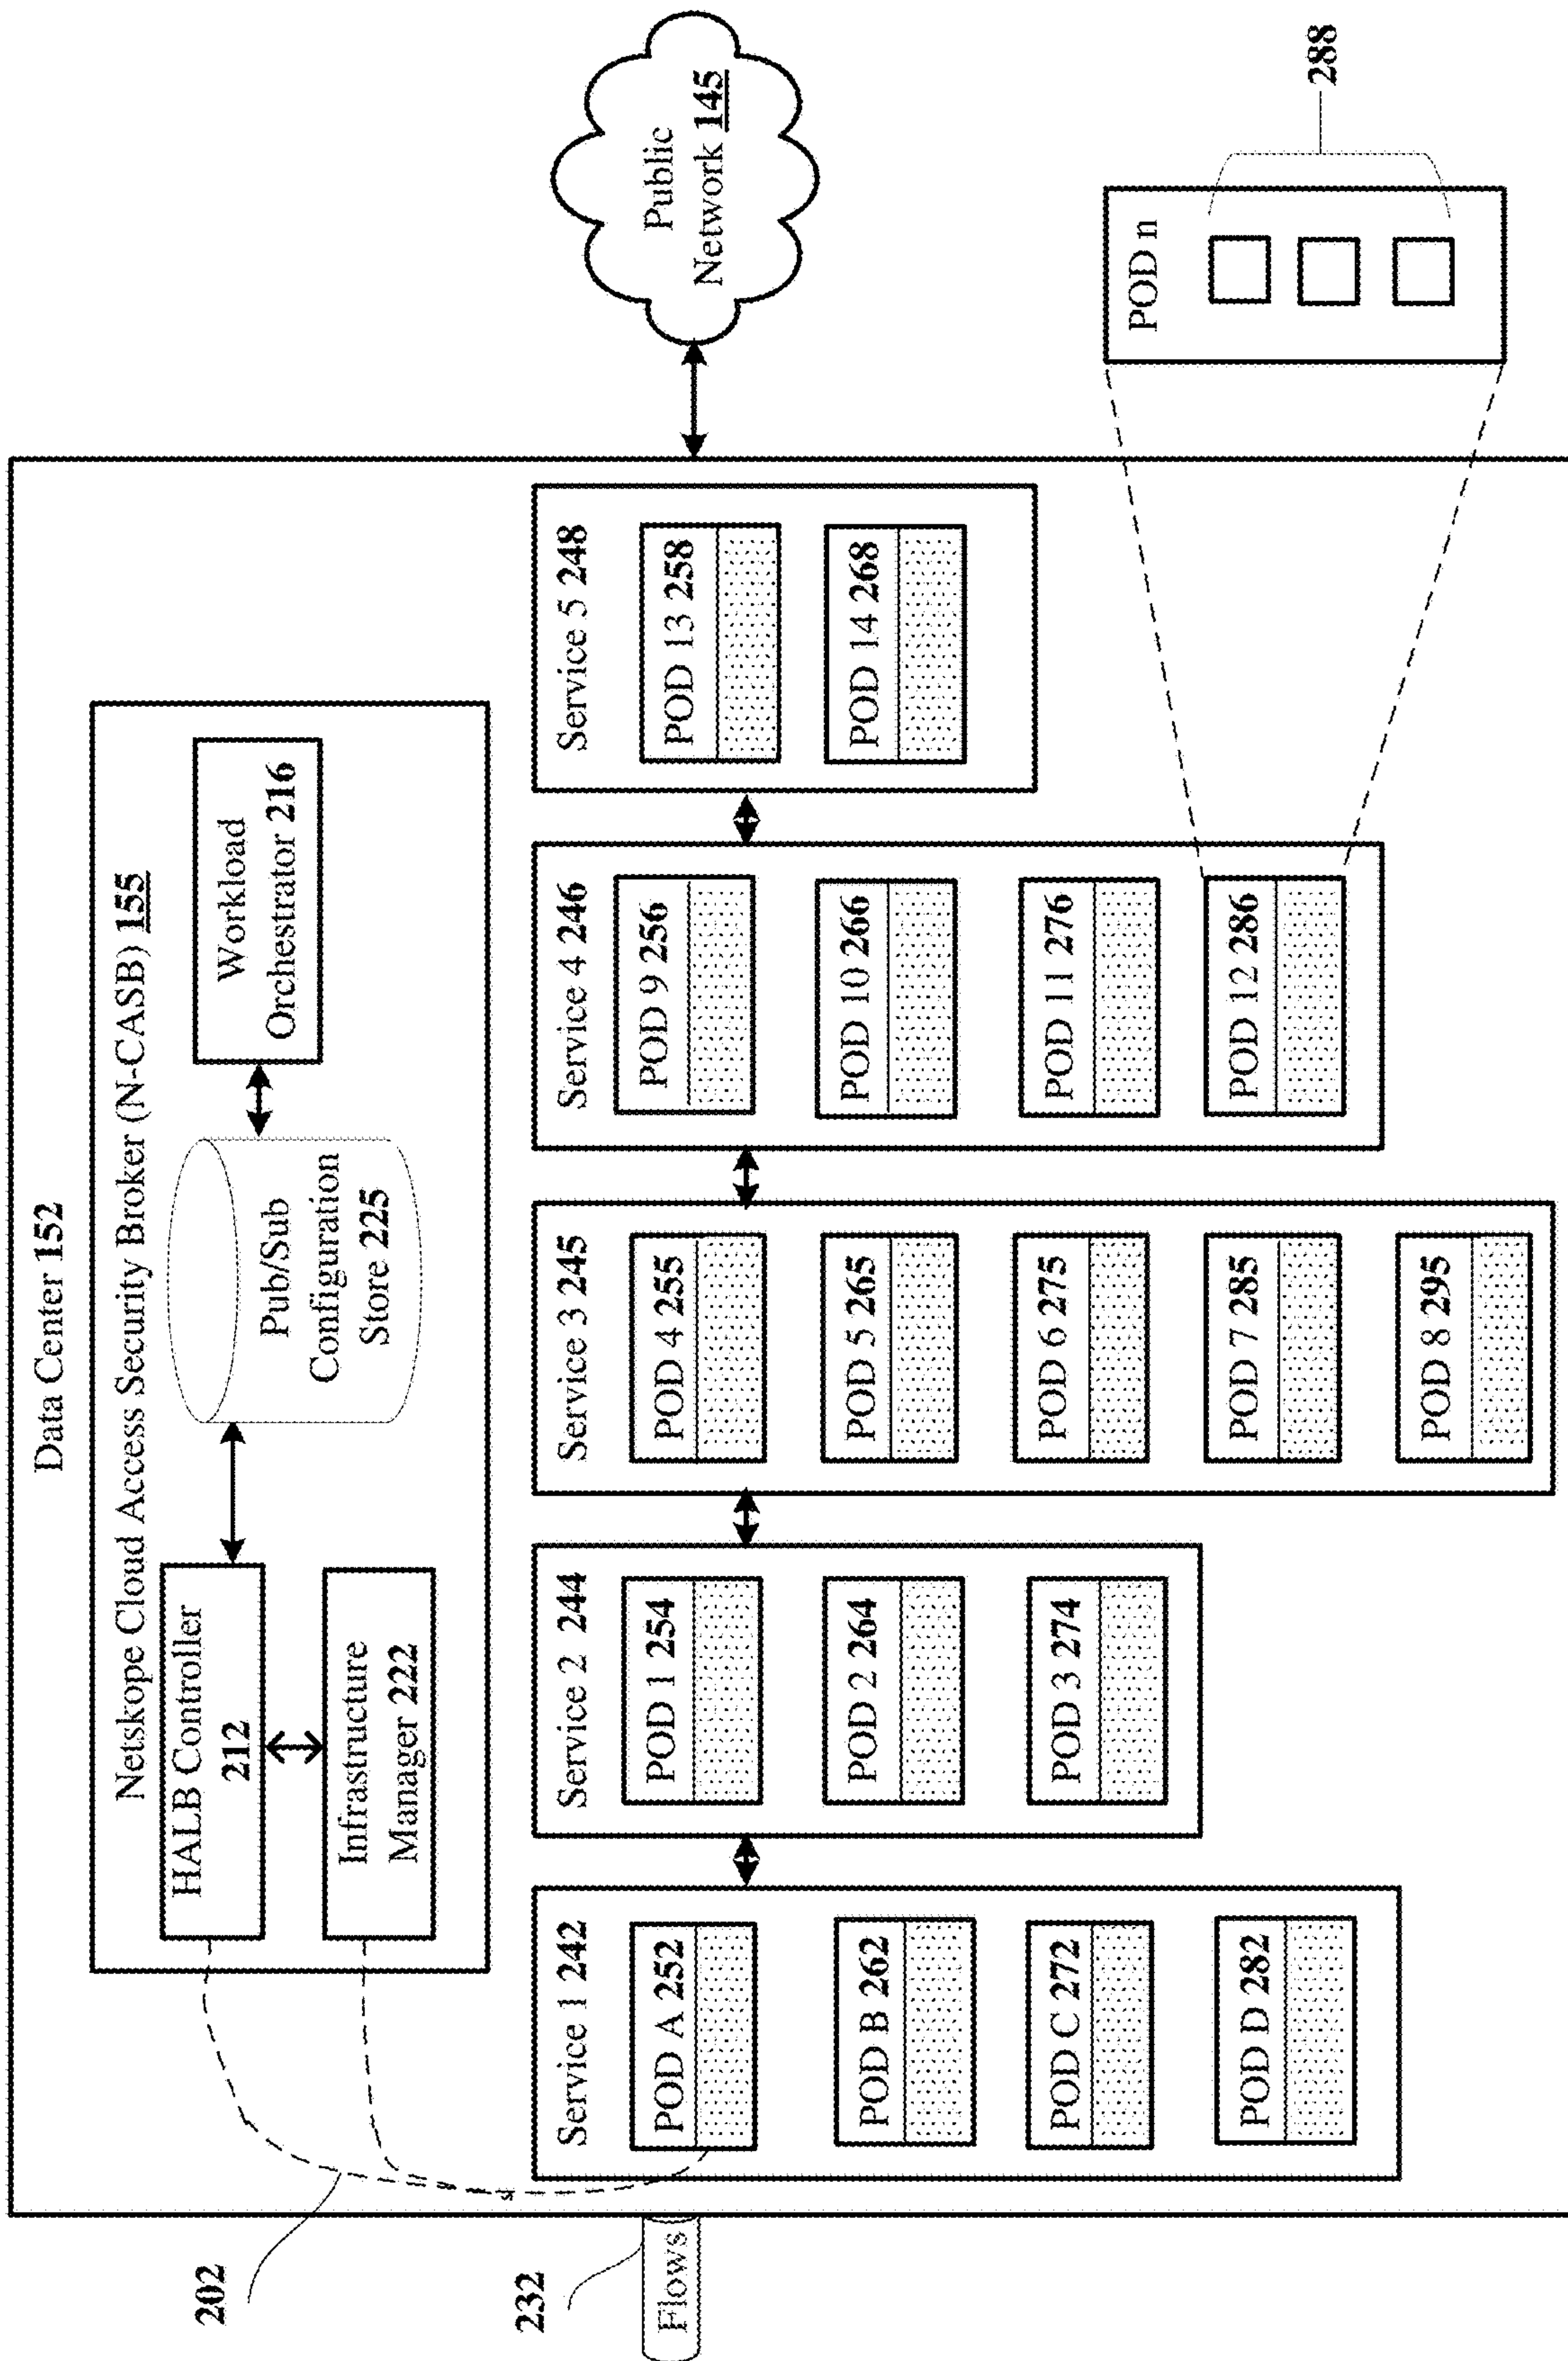 Data Center 152
Netskope Cloud Access Security Broker (N-CASB) 155
HALB Controller
212
Infrastructure
Manager 222
Pub/Sub
Configuration
Store 225
Workload
Orchestrator 216
202
232
Flows
Service 1 242
POD A 252
POD B 262
POD C 272
POD D 282
Service 2 244
POD 1 254
POD 2 264
POD 3 274
Service 3 245
POD 4 255
POD 5 265
POD 6 275
POD 7 285
POD 8 295
Service 4 246
POD 9 256
POD 10 266
POD 11 276
POD 12 286
Service 5 248
POD 13 258
POD 14 268
Public
Network 145
POD n
288